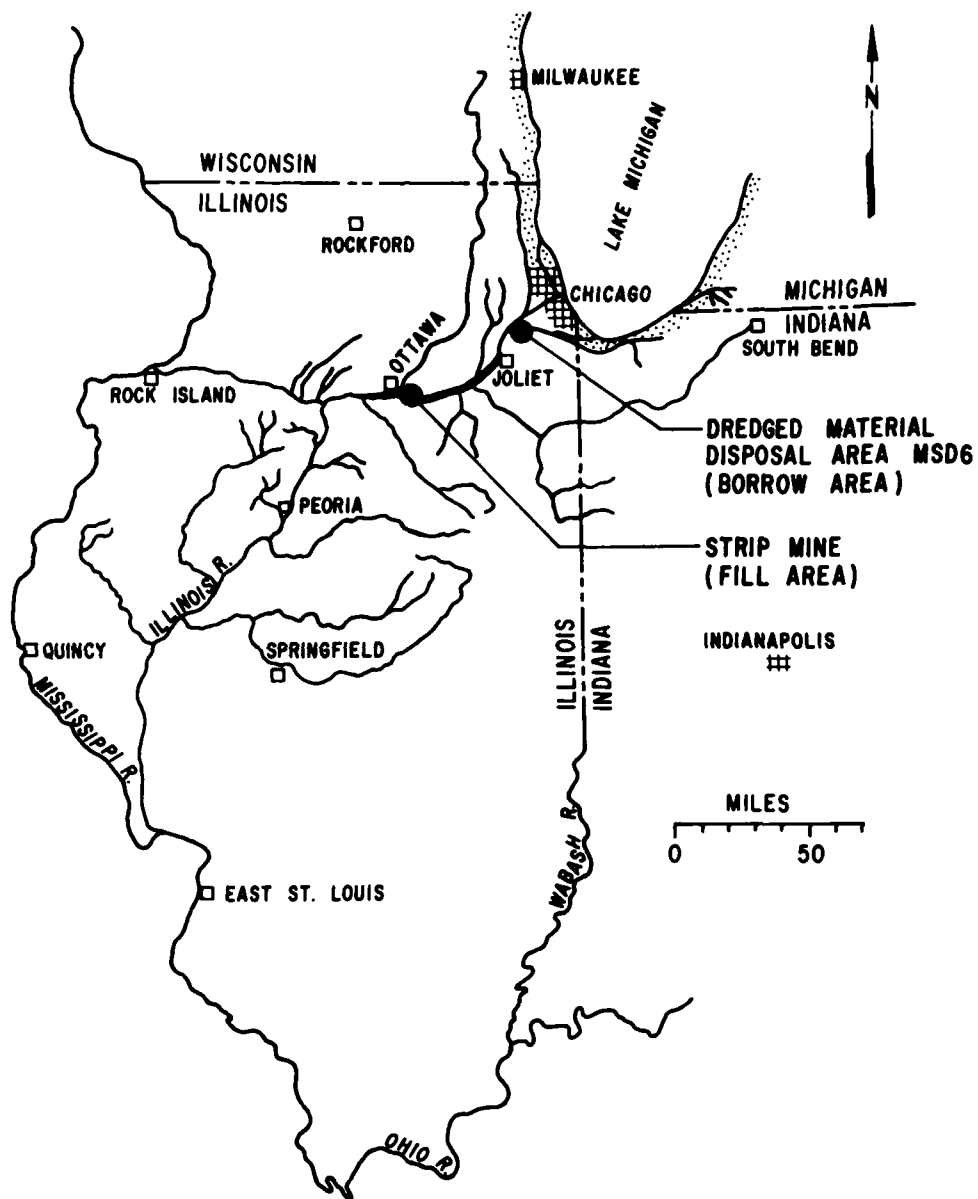 MILWAUKEE
N
LAKE MICHIGAN
WISCONSIN
ILLINOIS
ROCKFORD
CHICAGO
MICHIGAN
INDIANA
SOUTH BEND
OTTAWA
JOLIET
ROCK ISLAND
DREDGED MATERIAL
DISPOSAL AREA MSD6
(BORROW AREA)
PEORIA
STRIP MINE
(FILL AREA)
ILLINOIS R.
QUINCY
SPRINGFIELD
ILLINOIS
INDIANA
INDIANAPOLIS
MISSISSIPPI R.
MILES
0 50
WABASH R.
EAST ST. LOUIS
OHIO R.